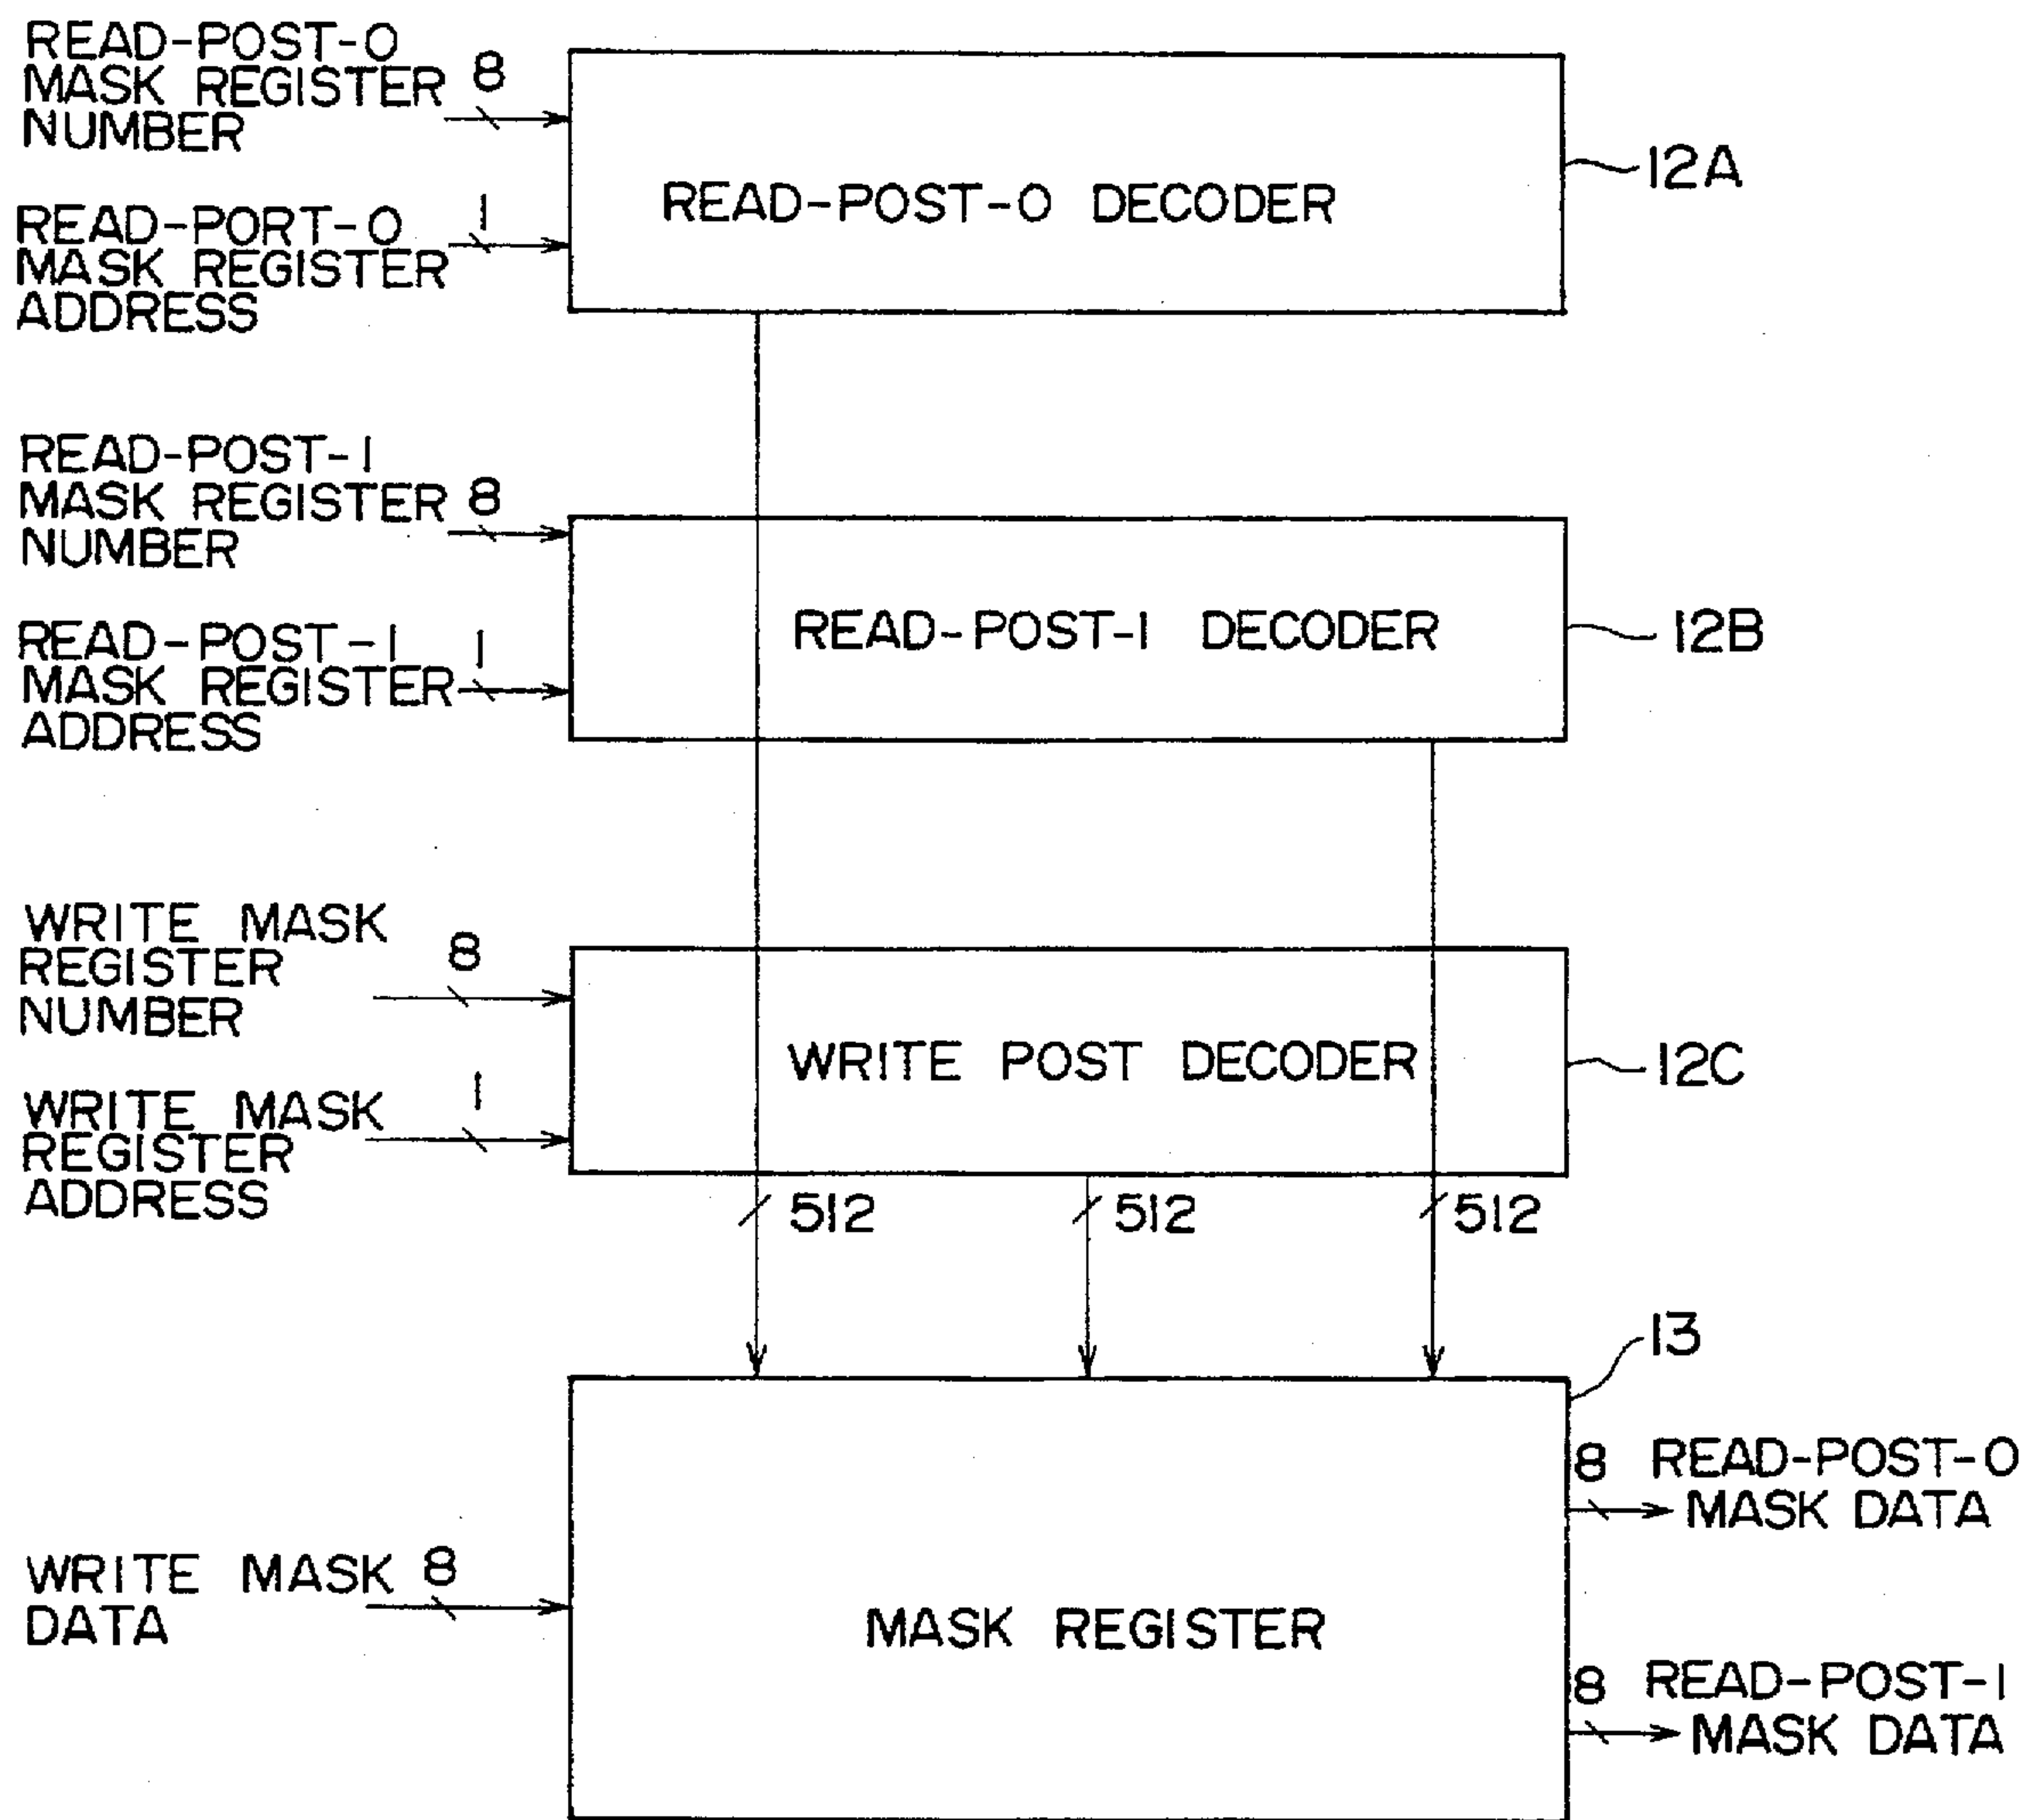 READ-POST-0
MASK REGISTER
NUMBER
8
READ-PORT-0
MASK REGISTER
ADDRESS
1
READ-POST-0 DECODER
12A
READ-POST-1
MASK REGISTER
NUMBER
8
READ-POST-1
MASK REGISTER
ADDRESS
1
READ-POST-1 DECODER
12B
WRITE MASK
REGISTER
NUMBER
8
WRITE MASK
REGISTER
ADDRESS
1
WRITE POST DECODER
12C
512
512
512
13
WRITE MASK
DATA
8
MASK REGISTER
8
READ-POST-0
MASK DATA
8
READ-POST-1
MASK DATA